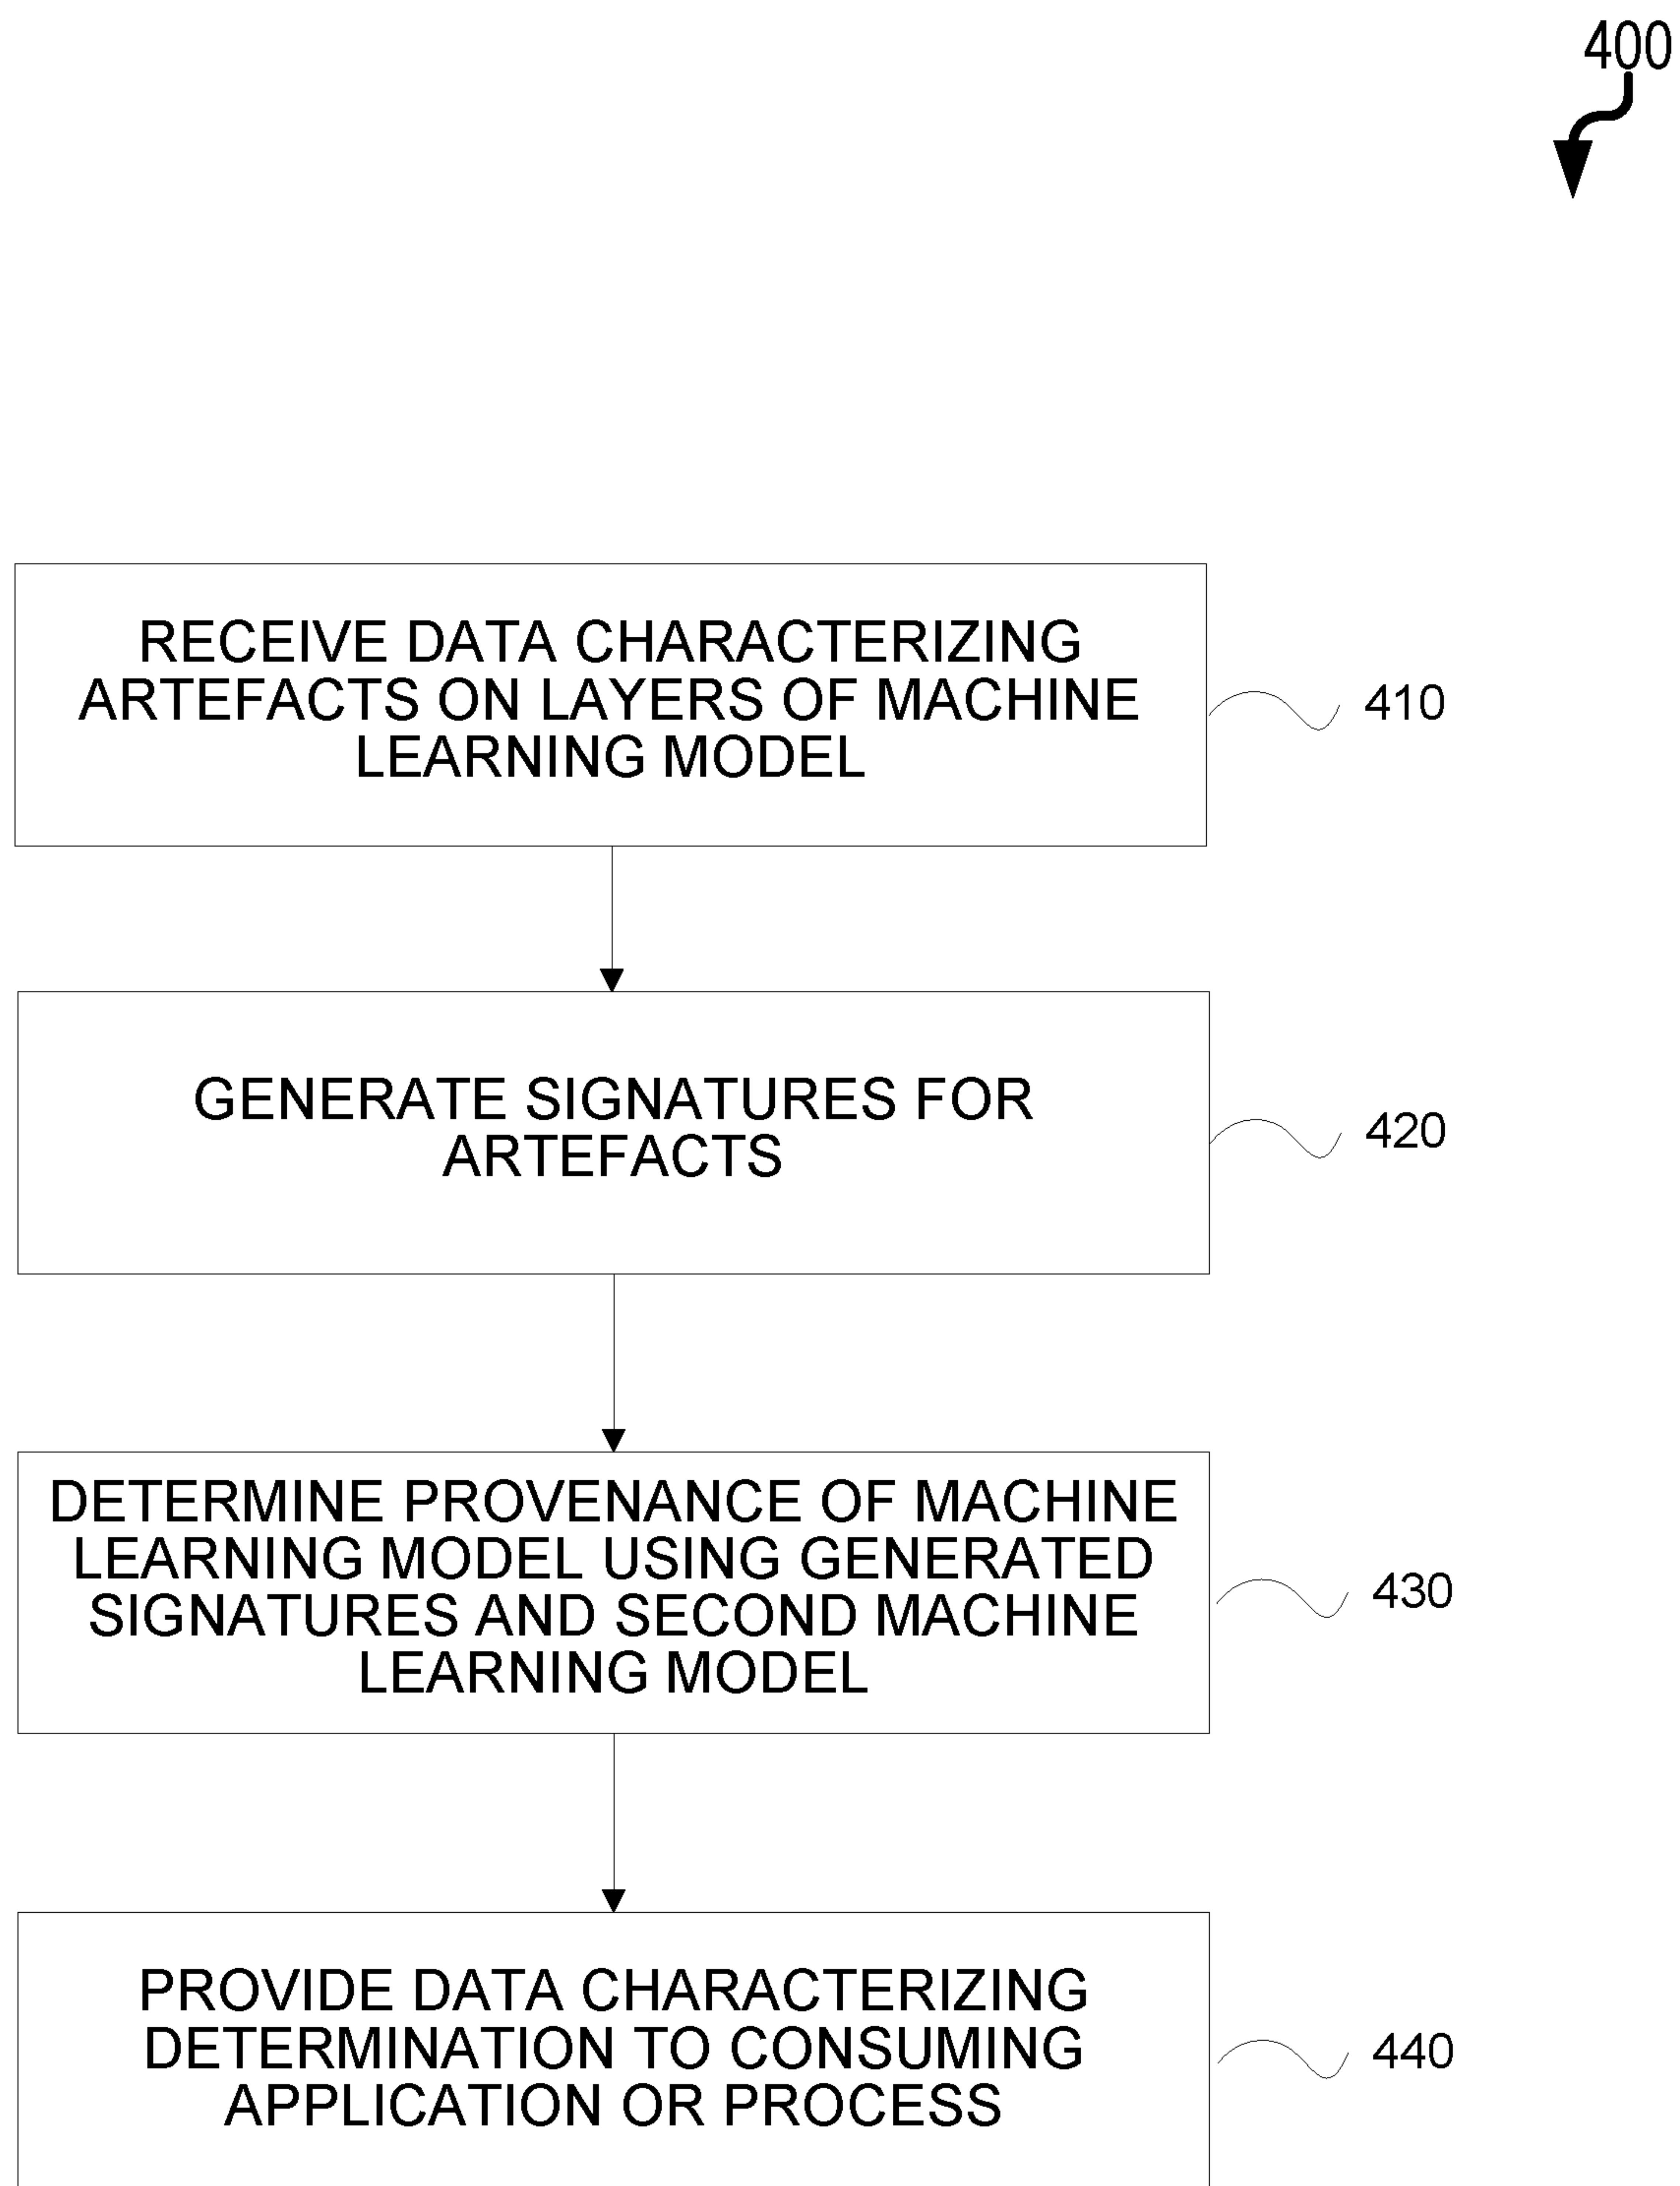 400
RECEIVE DATA CHARACTERIZING
ARTEFACTS ON LAYERS OF MACHINE
LEARNING MODEL
410
GENERATE SIGNATURES FOR
ARTEFACTS
420
DETERMINE PROVENANCE OF MACHINE
LEARNING MODEL USING GENERATED
SIGNATURES AND SECOND MACHINE
LEARNING MODEL
430
PROVIDE DATA CHARACTERIZING
DETERMINATION TO CONSUMING
APPLICATION OR PROCESS
440